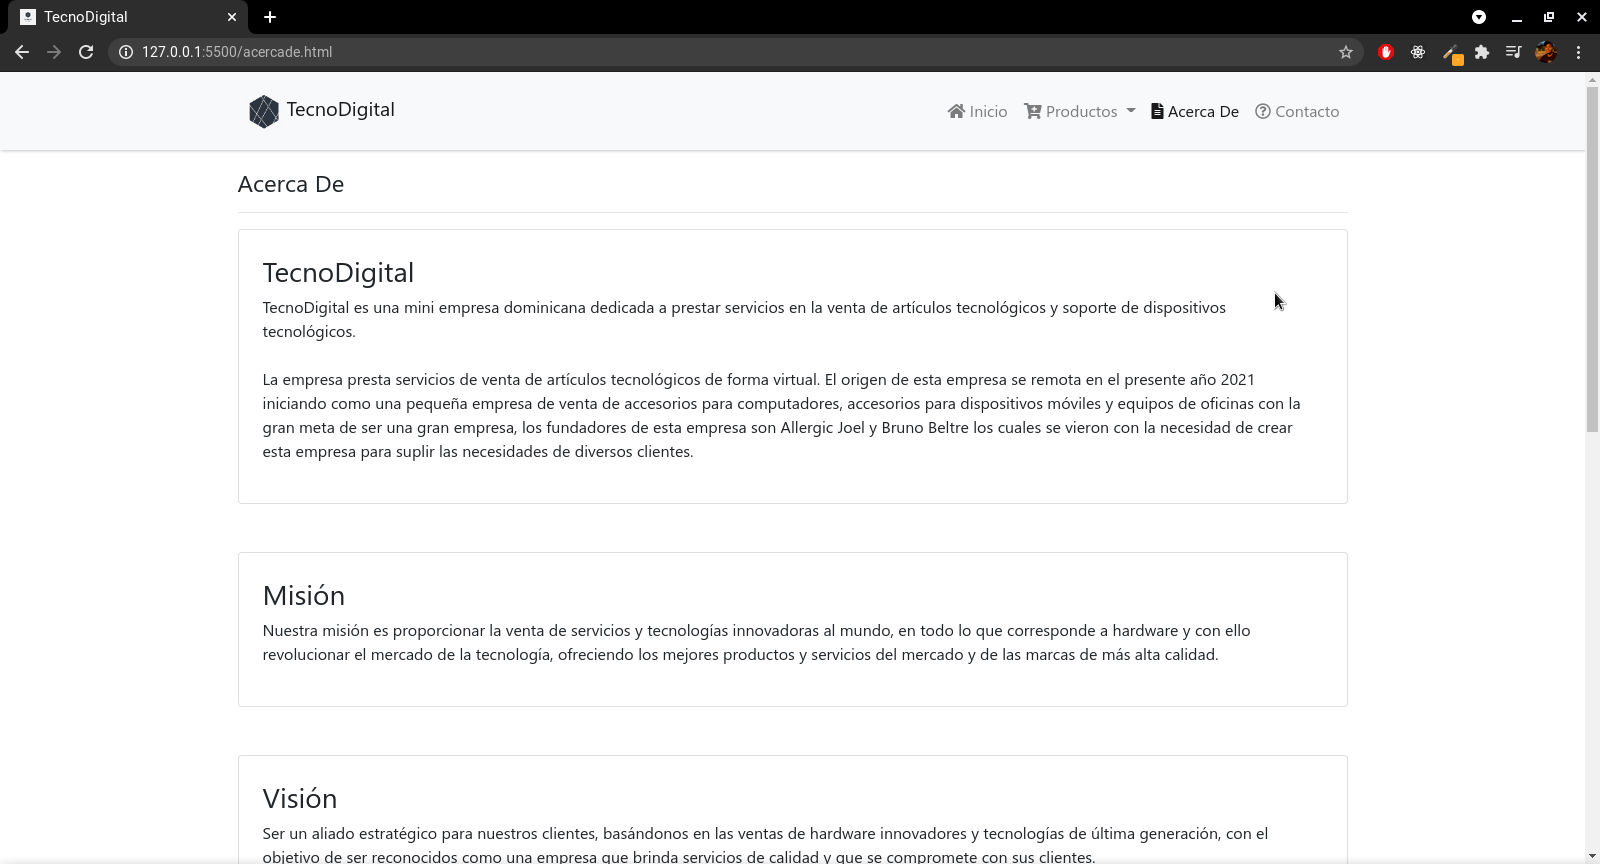 TecnoDigital
127.0.0.1:5500/acercade.html
TecnoDigital
Inicio
Productos
Acerca De
Contacto
Acerca De
TecnoDigital
TecnoDigital es una mini empresa dominicana dedicada a prestar servicios en la venta de artículos tecnológicos y soporte de dispositivos
tecnológicos.
La empresa presta servicios de venta de artículos tecnológicos de forma virtual. El origen de esta empresa se remota en el presente año 2021
iniciando como una pequeña empresa de venta de accesorios para computadores, accesorios para dispositivos móviles y equipos de oficinas con la
gran meta de ser una gran empresa, los fundadores de esta empresa son Allergic Joel y Bruno Beltre los cuales se vieron con la necesidad de crear
esta empresa para suplir las necesidades de diversos clientes.
Misión
Nuestra misión es proporcionar la venta de servicios y tecnologías innovadoras al mundo, en todo lo que corresponde a hardware y con ello
revolucionar el mercado de la tecnología, ofreciendo los mejores productos y servicios del mercado y de las marcas de más alta calidad.
Visión
Ser un aliado estratégico para nuestros clientes, basándonos en las ventas de hardware innovadores y tecnologías de última generación, con el
objetivo de ser reconocidos como una empresa que brinda servicios de calidad y que se compromete con sus clientes.